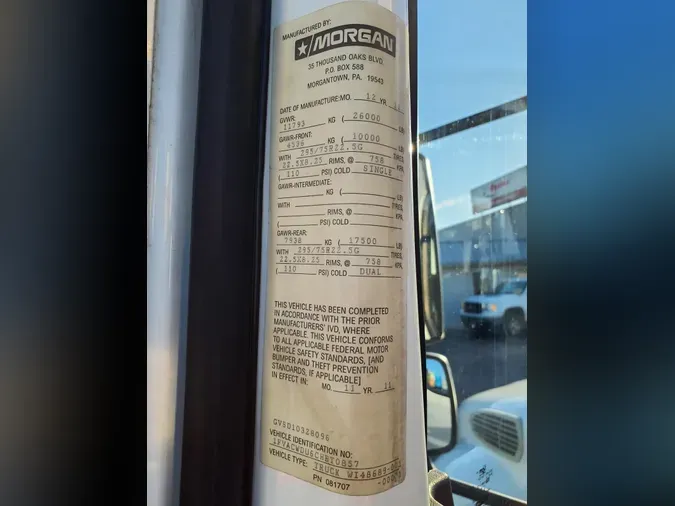 MANUFACTURED BY:
MORGAN
35 THOUSAND OAKS BLVD.
P.O. BOX 588
MORGANTOWN, PA. 19543
DATE OF MANUFACTURE: MO. 12 YR.
GVWR:
11793 KG ( 26000 LB)
GAWR-FRONT:
4536 KG ( 10000 LB)
WITH 295/75R22.5G TIRES,
22.5X8.25 RIMS, @ 758 KPA
( 110 PSI) COLD SINGLE
GAWR-INTERMEDIATE:
KG ( LB)
WITH TIRES,
RIMS, @ KPA
( PSI) COLD
GAWR-REAR:
7938 KG ( 17500 LB)
WITH 295/75R22.5G TIRES,
22.5X8.25 RIMS, @ 758 KPA
( 110 PSI) COLD DUAL
THIS VEHICLE HAS BEEN COMPLETED
IN ACCORDANCE WITH THE PRIOR
MANUFACTURERS' IVD, WHERE
APPLICABLE. THIS VEHICLE CONFORMS
TO ALL APPLICABLE FEDERAL MOTOR
VEHICLE SAFETY STANDARDS, [AND
BUMPER AND THEFT PREVENTION
STANDARDS, IF APPLICABLE]
IN EFFECT IN: MO. 11 YR. 11
GVSD10328096
VEHICLE IDENTIFICATION NO:
1FVACWDU6CHBY0857
VEHICLE TYPE: TRUCK
PN 081707